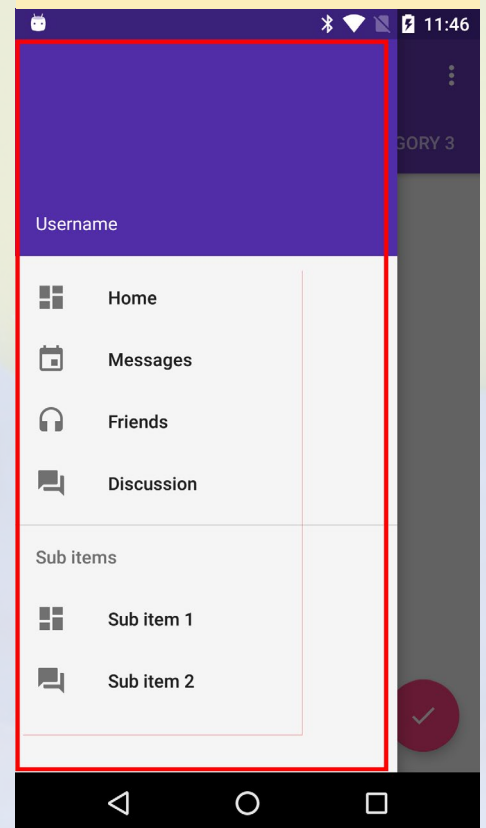 11:46
GORY 3
Username
Home
Messages
Friends
Discussion
Sub items
Sub item 1
Sub item 2